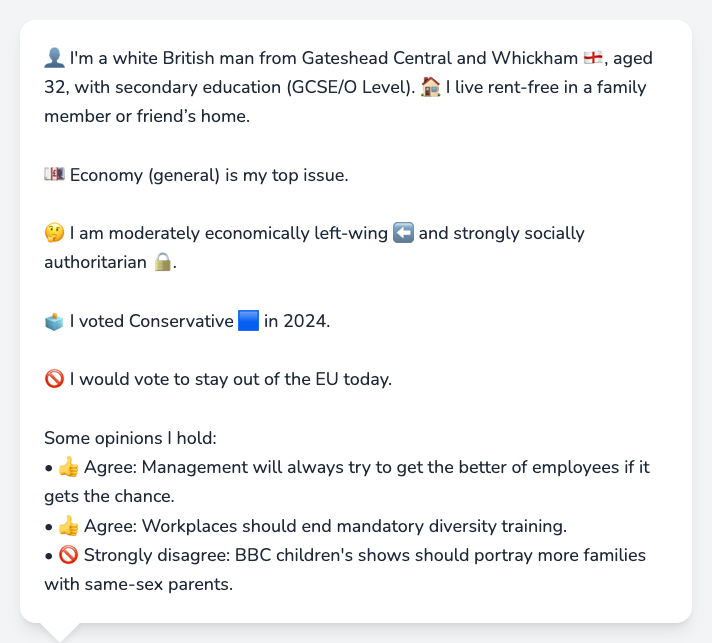 👤 I'm a white British man from Gateshead Central and Whickham 🏴󠁧󠁢󠁥󠁮󠁧󠁿, aged
32, with secondary education (GCSE/O Level). 🏠 I live rent-free in a family
member or friend’s home.
💷 Economy (general) is my top issue.
🤔 I am moderately economically left-wing ⬅️ and strongly socially
authoritarian 🔒.
🗳️ I voted Conservative 🟦 in 2024.
🚫 I would vote to stay out of the EU today.
Some opinions I hold:
• 👍 Agree: Management will always try to get the better of employees if it
gets the chance.
• 👍 Agree: Workplaces should end mandatory diversity training.
• 🚫 Strongly disagree: BBC children's shows should portray more families
with same-sex parents.